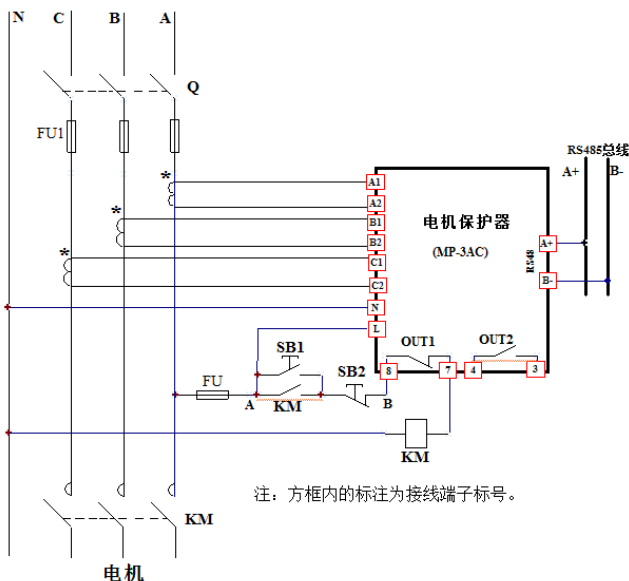 N C B A
Q
FU1
RS485总线
A+ B-
* A1
A2
* B1
B2
* C1
C2
N
L
电机保护器
(MP-3AC)
RS48
A+
B-
OUT1 OUT2
8 7 4 3
SB1
SB2
FU
A KM B
KM
注：方框内的标注为接线端子标号。
KM
电机